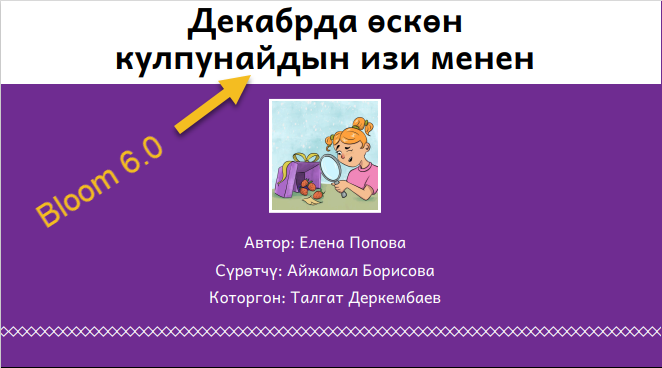 Декабрда өскөн
кулпунайдын изи менен
Bloom 6.0
Автор: Елена Попова
Сүрөтчү: Айжамал Борисова
Которгон: Талгат Деркембаев